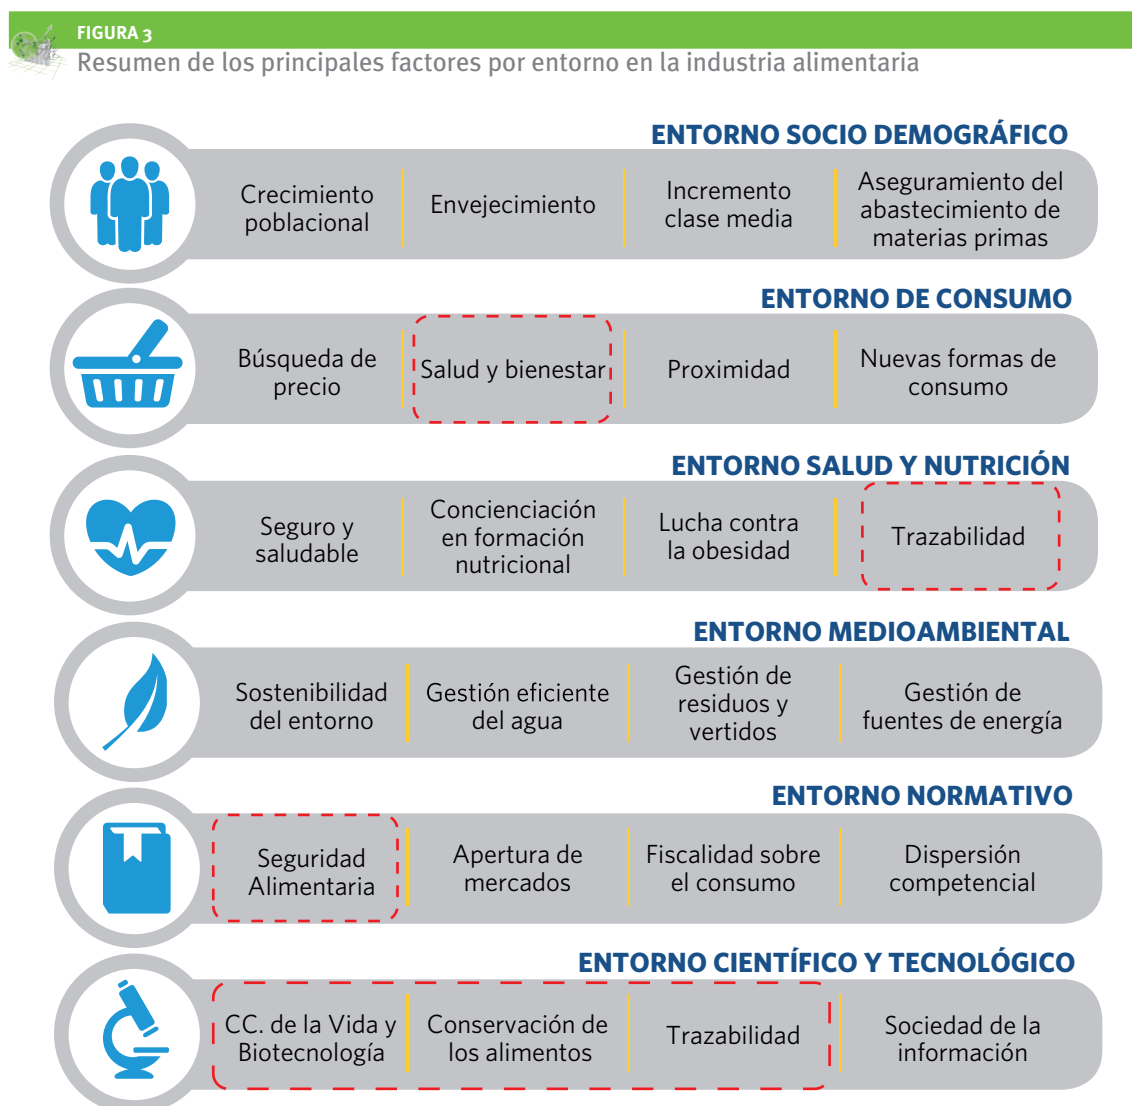 FIGURA 3
Resumen de los principales factores por entorno en la industria alimentaria
ENTORNO SOCIO DEMOGRÁFICO
Crecimiento
poblacional
Envejecimiento
Incremento
clase media
Aseguramiento del
abastecimiento de
materias primas
ENTORNO DE CONSUMO
Búsqueda de
precio
Salud y bienestar
Proximidad
Nuevas formas de
consumo
ENTORNO SALUD Y NUTRICIÓN
Seguro y
saludable
Concienciación
en formación
nutricional
Lucha contra
la obesidad
Trazabilidad
ENTORNO MEDIOAMBIENTAL
Sostenibilidad
del entorno
Gestión eficiente
del agua
Gestión de
residuos y
vertidos
Gestión de
fuentes de energía
ENTORNO NORMATIVO
Seguridad
Alimentaria
Apertura de
mercados
Fiscalidad sobre
el consumo
Dispersión
competencial
ENTORNO CIENTÍFICO Y TECNOLÓGICO
CC. de la Vida y
Biotecnología
Conservación de
los alimentos
Trazabilidad
Sociedad de la
información